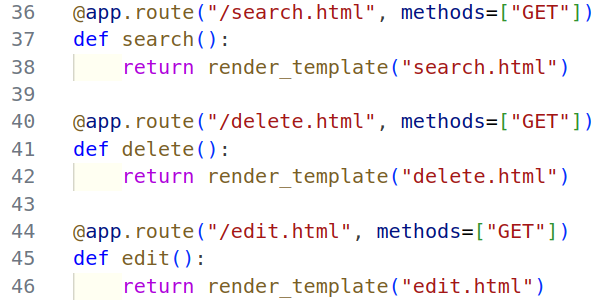 36 @app.route("/search.html", methods=["GET"])
37 def search():
38     return render_template("search.html")
39
40 @app.route("/delete.html", methods=["GET"])
41 def delete():
42     return render_template("delete.html")
43
44 @app.route("/edit.html", methods=["GET"])
45 def edit():
46     return render_template("edit.html")